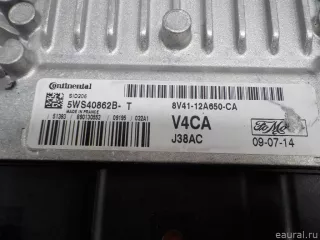 Continental
SID206
5WS40862B- T
MADE IN FRANCE
8V41-12A650-CA
V4CA
J38AC
09-07-14
eaural.ru